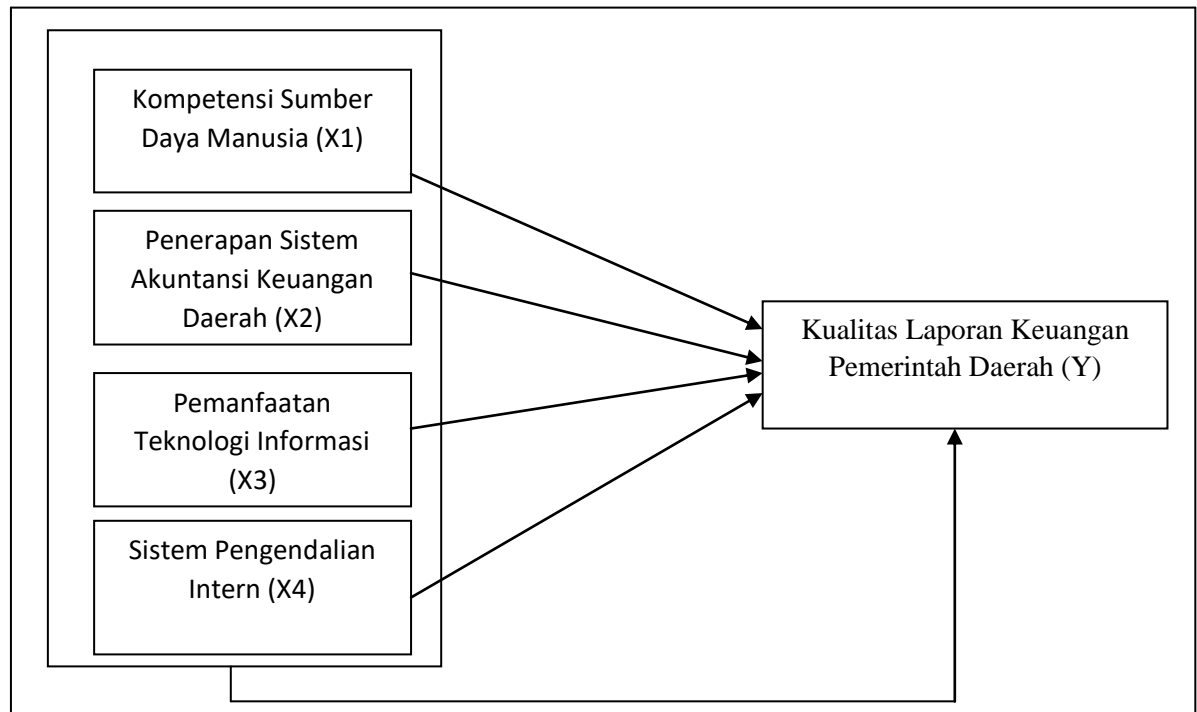 Kompetensi Sumber
Daya Manusia (X1)
Penerapan Sistem
Akuntansi Keuangan
Daerah (X2)
Pemanfaatan
Teknologi Informasi
(X3)
Sistem Pengendalian
Intern (X4)
Kualitas Laporan Keuangan
Pemerintah Daerah (Y)